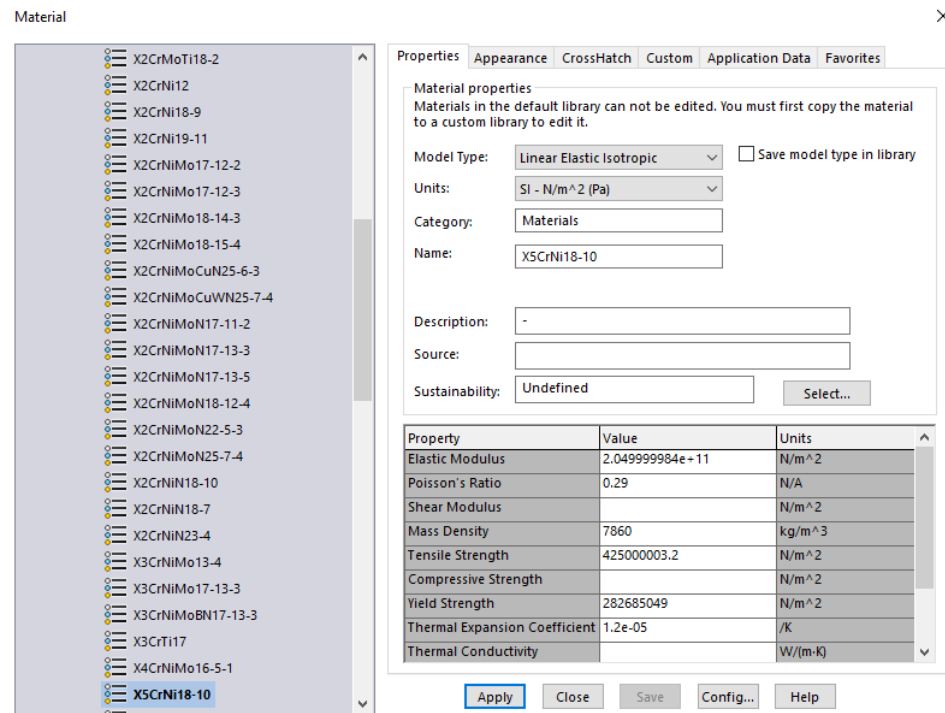 Material
X2CrMoTi18-2
X2CrNi12
X2CrNi18-9
X2CrNi19-11
X2CrNiMo17-12-2
X2CrNiMo17-12-3
X2CrNiMo18-14-3
X2CrNiMo18-15-4
X2CrNiMoCuN25-6-3
X2CrNiMoCuWN25-7-4
X2CrNiMoN17-11-2
X2CrNiMoN17-13-3
X2CrNiMoN17-13-5
X2CrNiMoN18-12-4
X2CrNiMoN22-5-3
X2CrNiMoN25-7-4
X2CrNiN18-10
X2CrNiN18-7
X2CrNiN23-4
X3CrNiMo13-4
X3CrNiMo17-13-3
X3CrNiMoBN17-13-3
X3CrTi17
X4CrNiMo16-5-1
X5CrNi18-10
Properties Appearance CrossHatch Custom Application Data Favorites
Material properties
Materials in the default library can not be edited. You must first copy the material
to a custom library to edit it.
Model Type: Linear Elastic Isotropic Save model type in library
Units: SI - N/m^2 (Pa)
Category: Materials
Name: X5CrNi18-10
Description: -
Source:
Sustainability: Undefined Select...
Property Value Units
Elastic Modulus 2.049999984e+11 N/m^2
Poisson's Ratio 0.29 N/A
Shear Modulus N/m^2
Mass Density 7860 kg/m^3
Tensile Strength 425000003.2 N/m^2
Compressive Strength N/m^2
Yield Strength 282685049 N/m^2
Thermal Expansion Coefficient 1.2e-05 /K
Thermal Conductivity W/(m·K)
Apply Close Save Config... Help